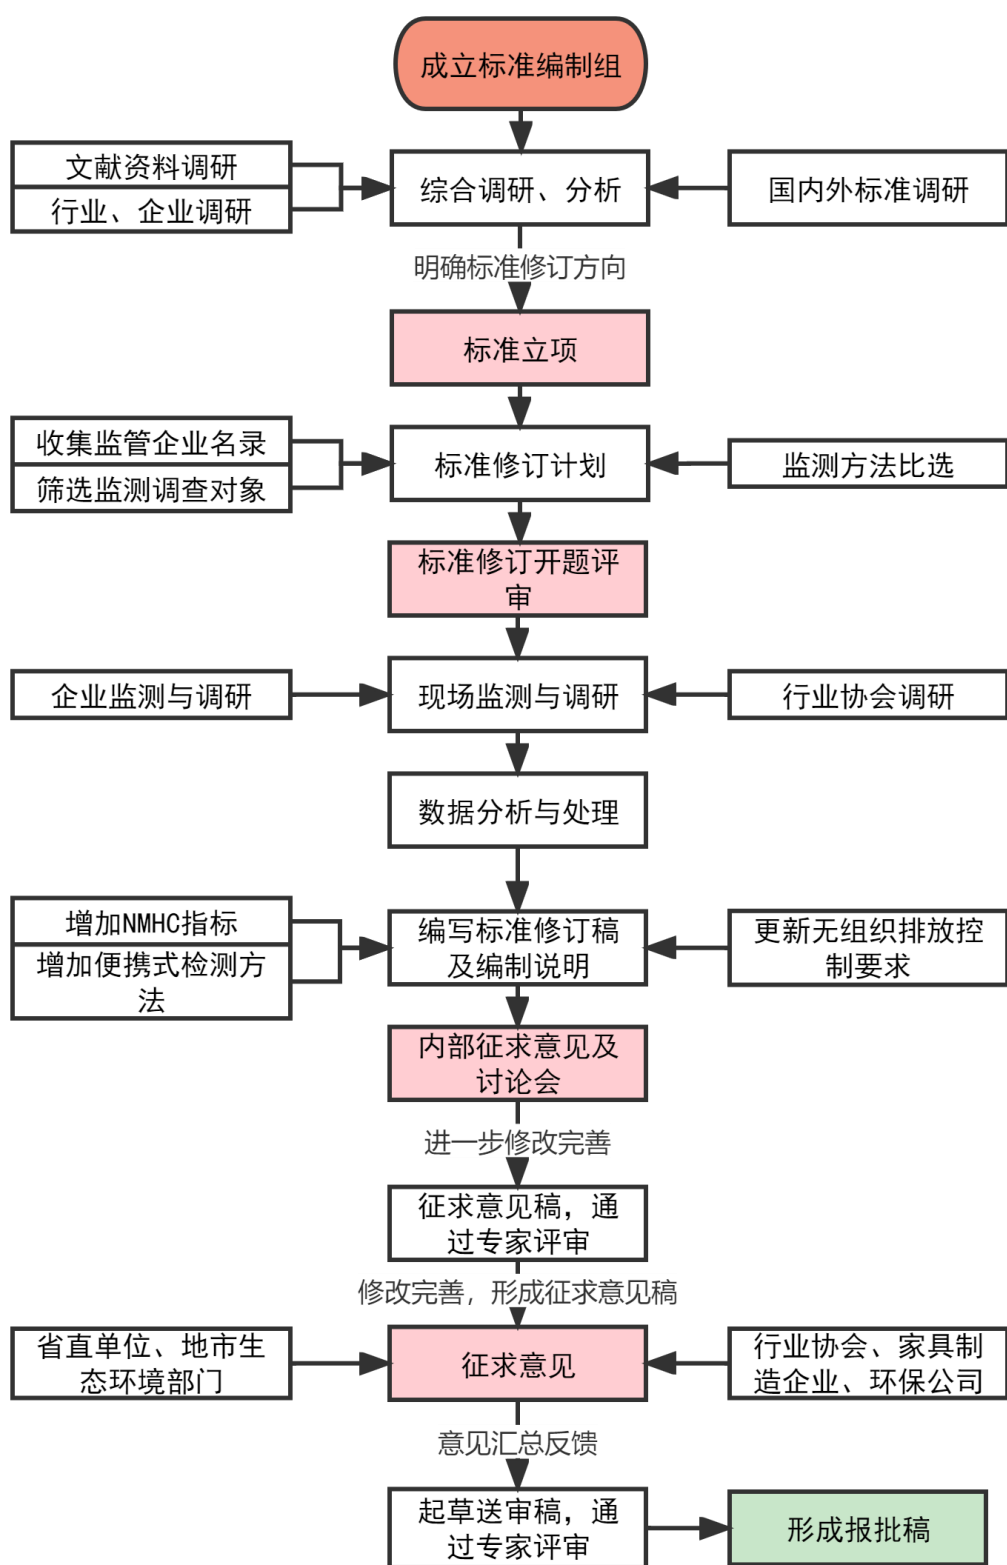 成立标准编制组
文献资料调研
行业、企业调研
综合调研、分析
国内外标准调研
明确标准修订方向
标准立项
收集监管企业名录
筛选监测调查对象
标准修订计划
监测方法比选
标准修订开题评
审
企业监测与调研
现场监测与调研
行业协会调研
数据分析与处理
增加NMHC指标
增加便携式检测方
法
编写标准修订稿
及编制说明
更新无组织排放控
制要求
内部征求意见及
讨论会
进一步修改完善
征求意见稿，通
过专家评审
修改完善，形成征求意见稿
省直单位、地市生
态环境部门
征求意见
行业协会、家具制
造企业、环保公司
意见汇总反馈
起草送审稿，通
过专家评审
形成报批稿